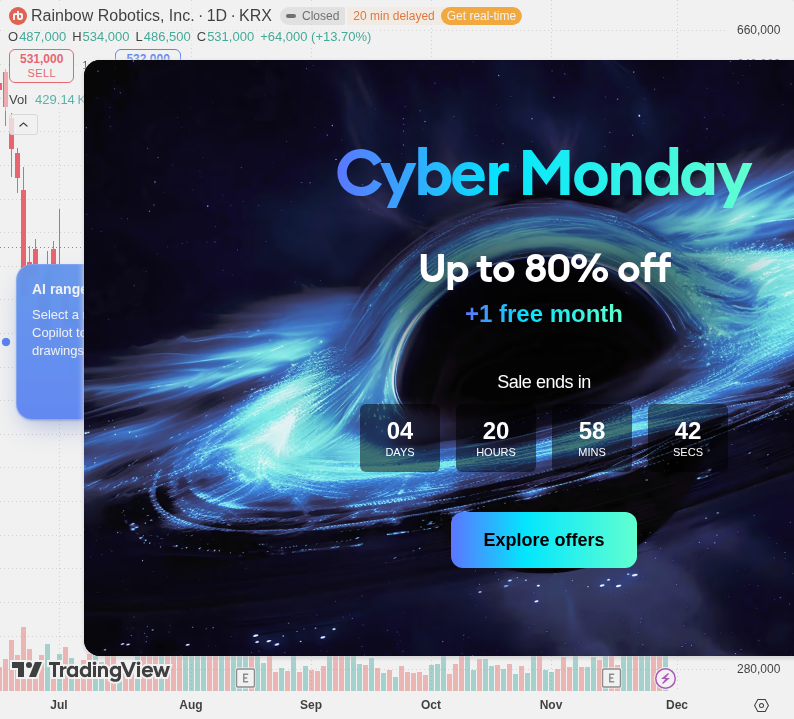 Rainbow Robotics, Inc. · 1D · KRX Closed 20 min delayed Get real-time
O487,000 H534,000 L486,500 C531,000 +64,000 (+13.70%)
660,000
531,000
SELL
Vol 429.14 K
Cyber Monday
Up to 80% off
+1 free month
AI range
Select a
Copilot to
drawings
Sale ends in
04 20 58 42
DAYS HOURS MINS SECS
Explore offers
TradingView
E E
280,000
Jul Aug Sep Oct Nov Dec